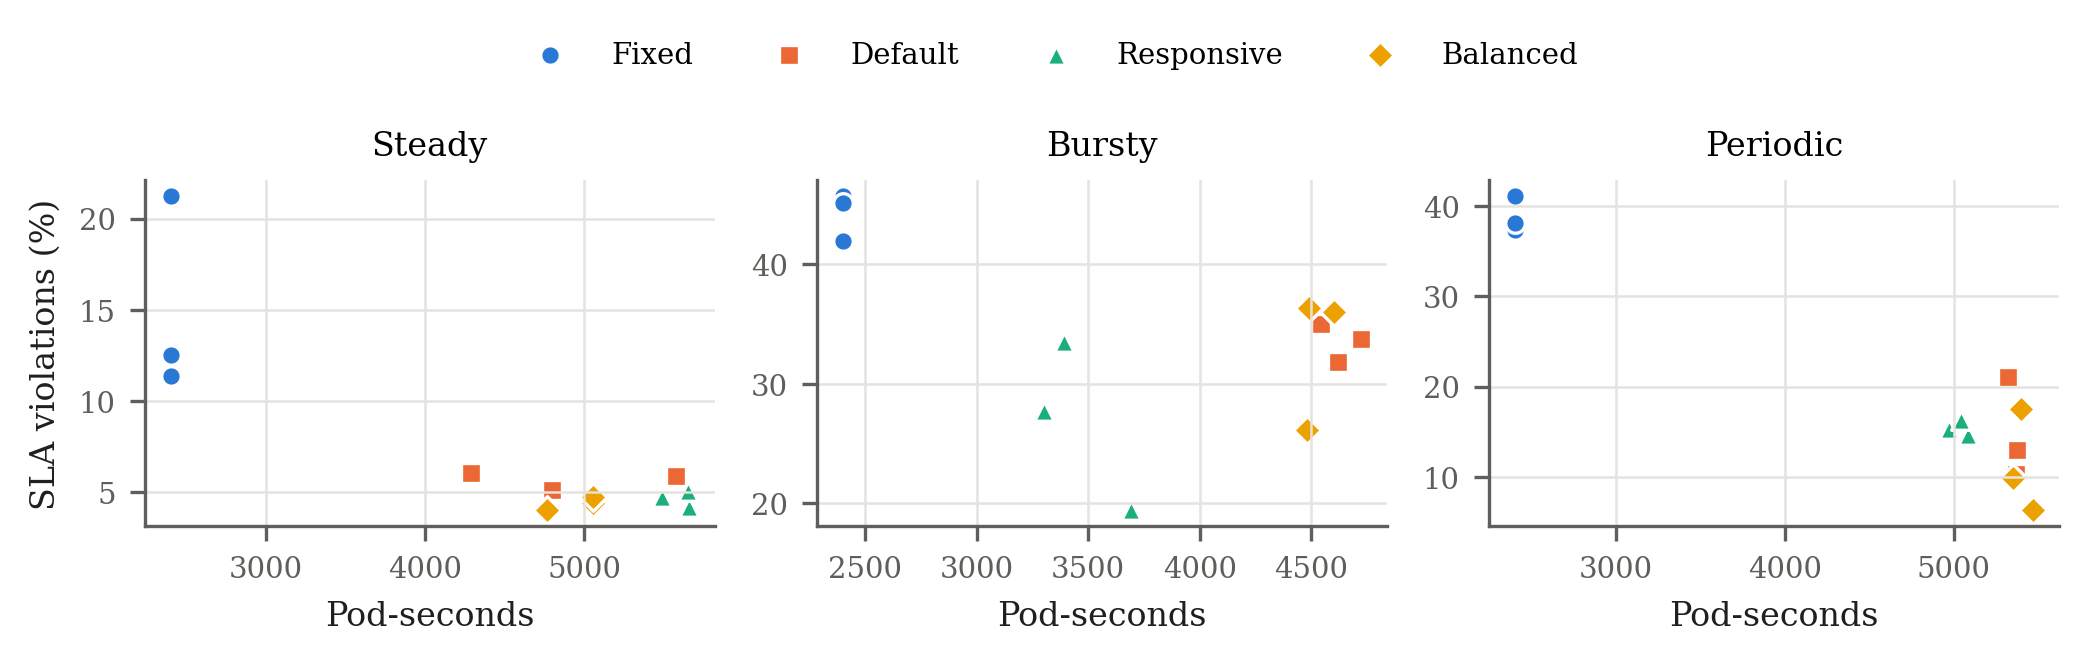 Fixed Default Responsive Balanced
Steady Bursty Periodic
SLA violations (%)
20
15
10
5
3000 4000 5000
Pod-seconds
40
30
20
2500 3000 3500 4000 4500
Pod-seconds
40
30
20
10
3000 4000 5000
Pod-seconds